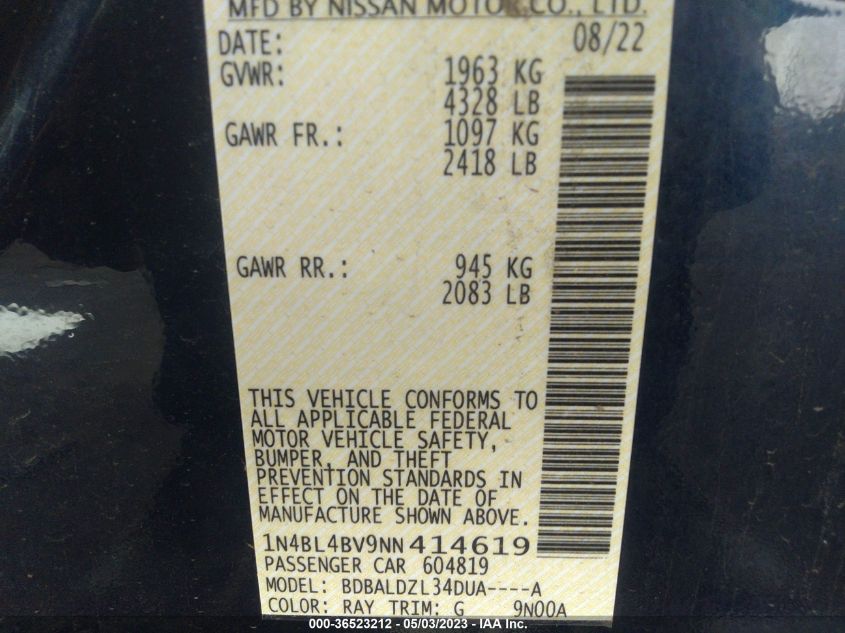 MFD BY NISSAN MOTOR CO., LTD.
DATE: 08/22
GVWR: 1963 KG
4328 LB
GAWR FR.: 1097 KG
2418 LB
GAWR RR.: 945 KG
2083 LB
THIS VEHICLE CONFORMS TO
ALL APPLICABLE FEDERAL
MOTOR VEHICLE SAFETY,
BUMPER, AND THEFT
PREVENTION STANDARDS IN
EFFECT ON THE DATE OF
MANUFACTURE SHOWN ABOVE.
1N4BL4BV9NN414619
PASSENGER CAR 604819
MODEL: BDBALDZL34DUA----A
COLOR: RAY TRIM: G 9N00A
000-36523212 - 05/03/2023 - IAA Inc.